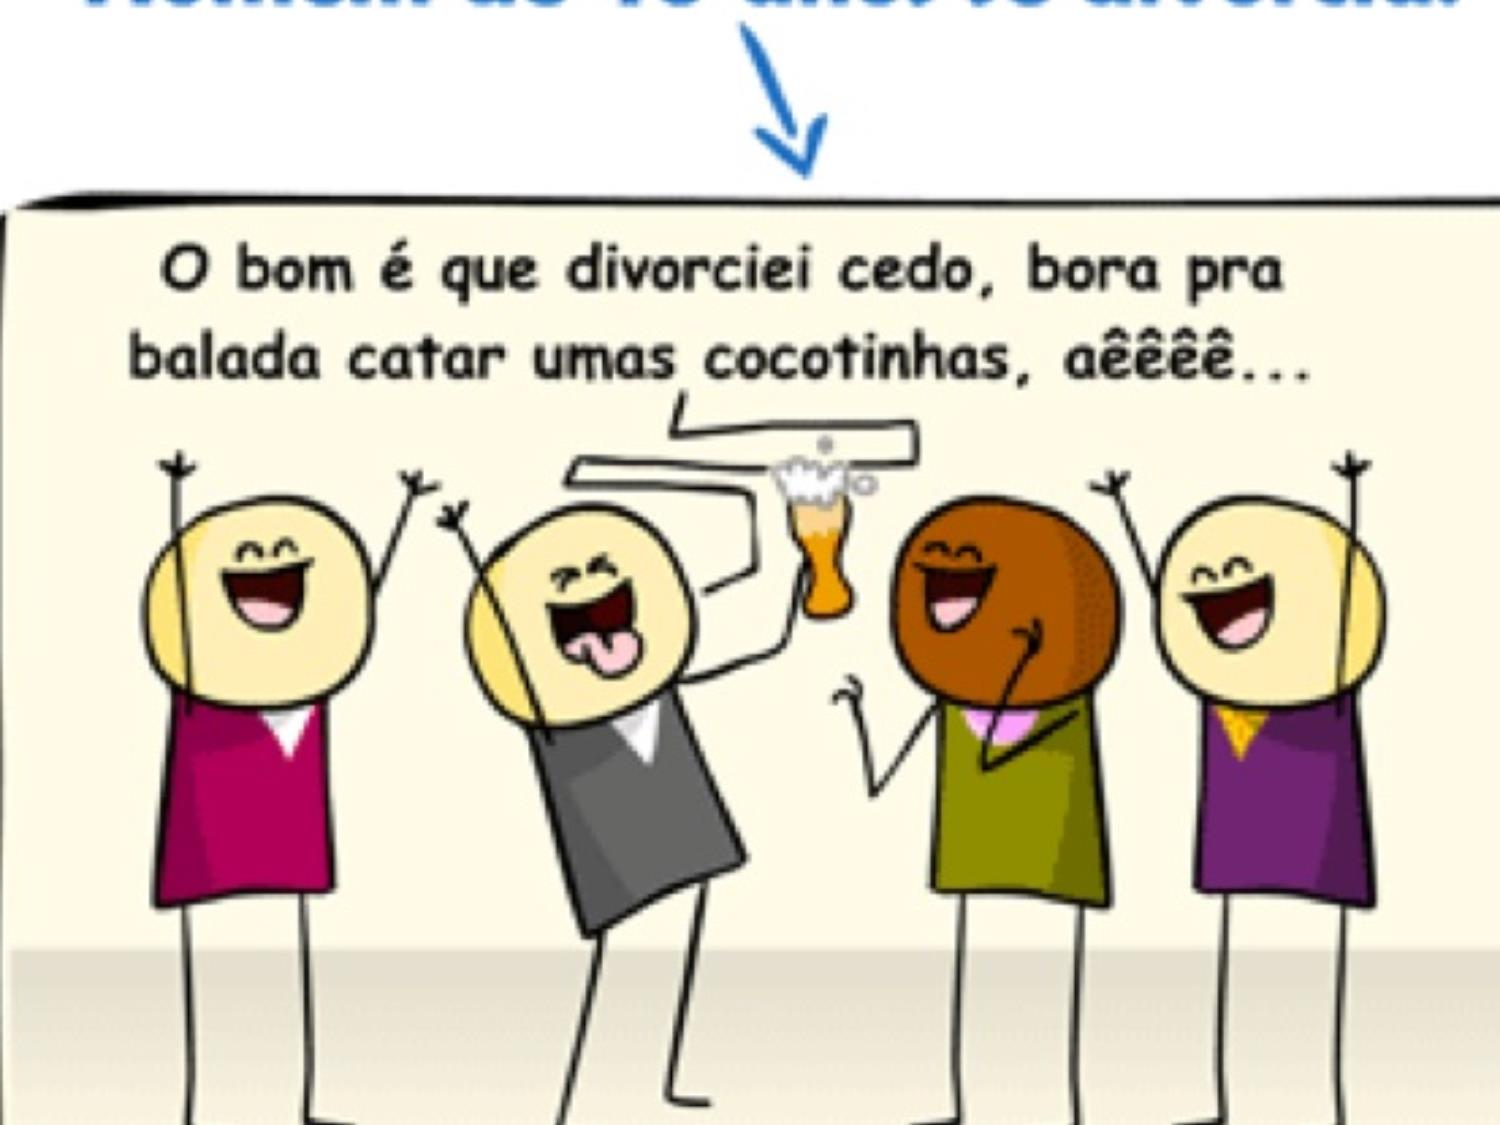 O bom é que divorciei cedo, bora pra
balada catar umas cocotinhas, aêêêê...